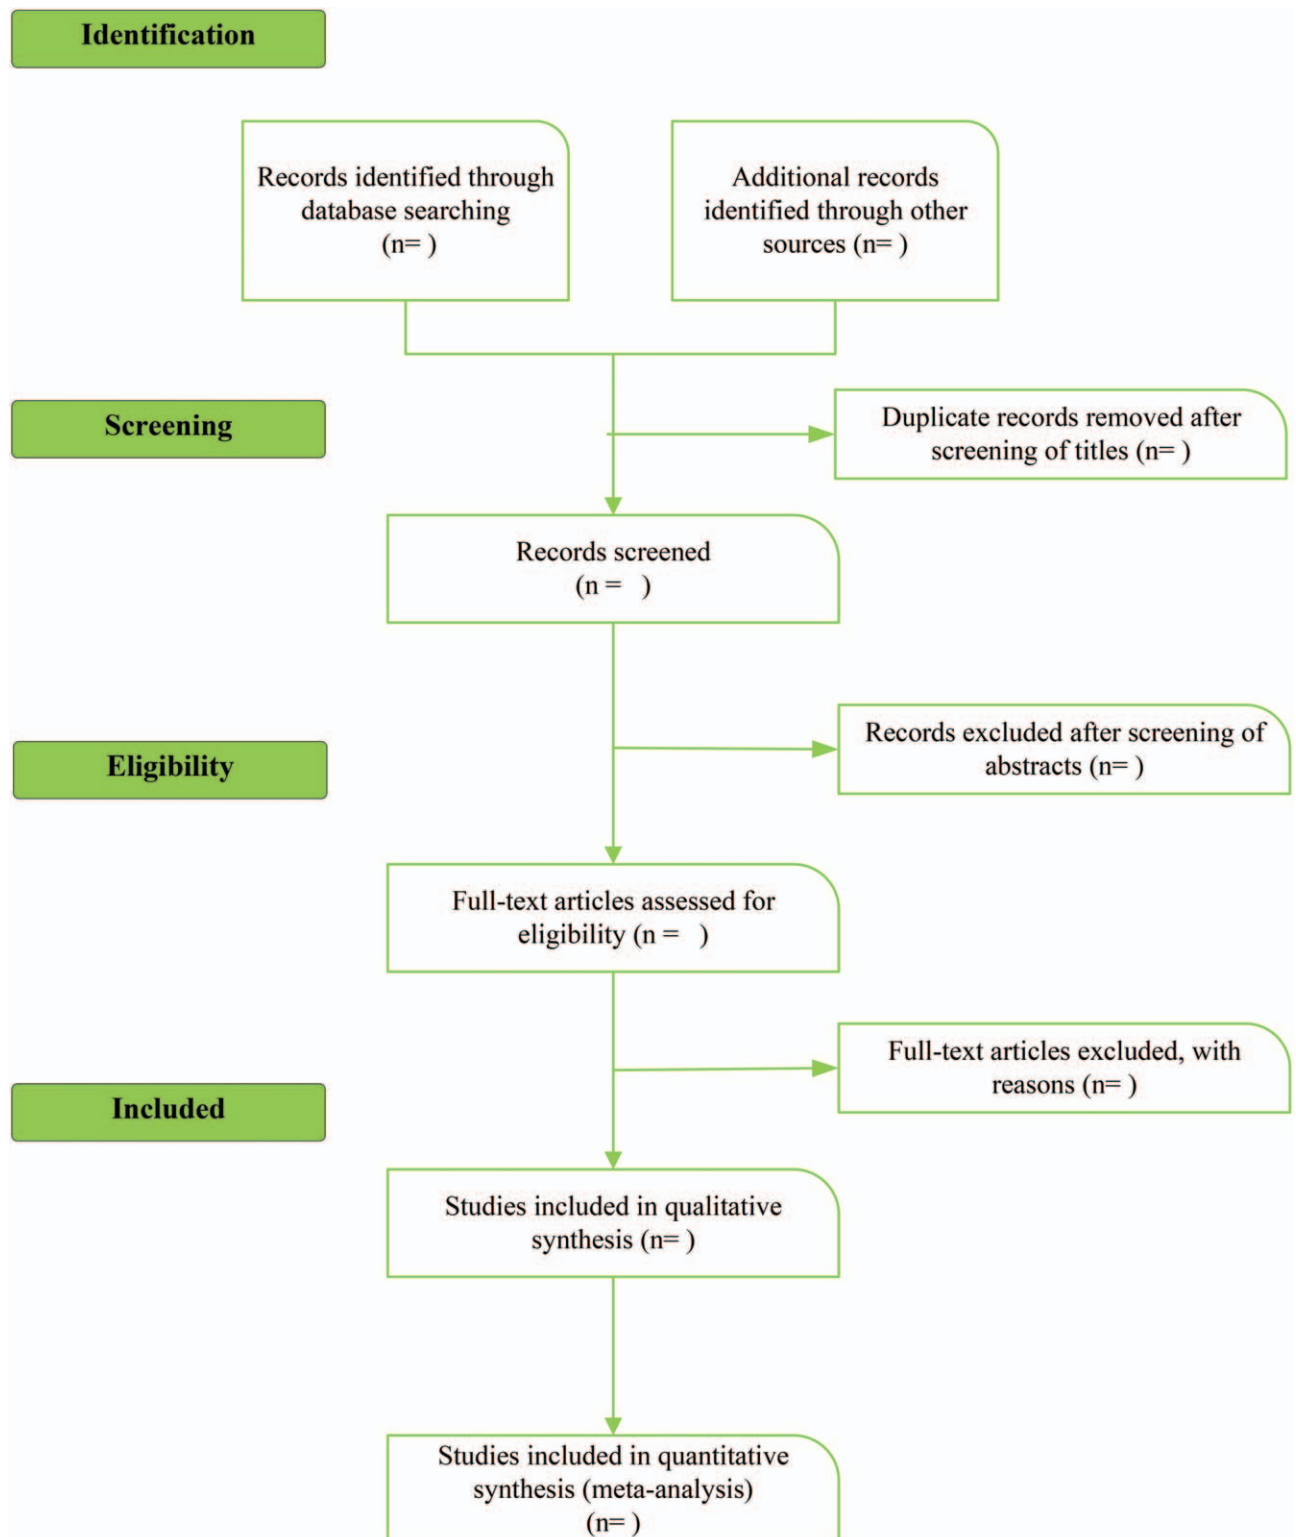 Identification
Records identified through
database searching
(n= )
Additional records
identified through other
sources (n= )
Screening
Duplicate records removed after
screening of titles (n= )
Records screened
(n =   )
Eligibility
Records excluded after screening of
abstracts (n= )
Full-text articles assessed for
eligibility (n =   )
Full-text articles excluded, with
reasons (n= )
Included
Studies included in qualitative
synthesis (n= )
Studies included in quantitative
synthesis (meta-analysis)
(n= )